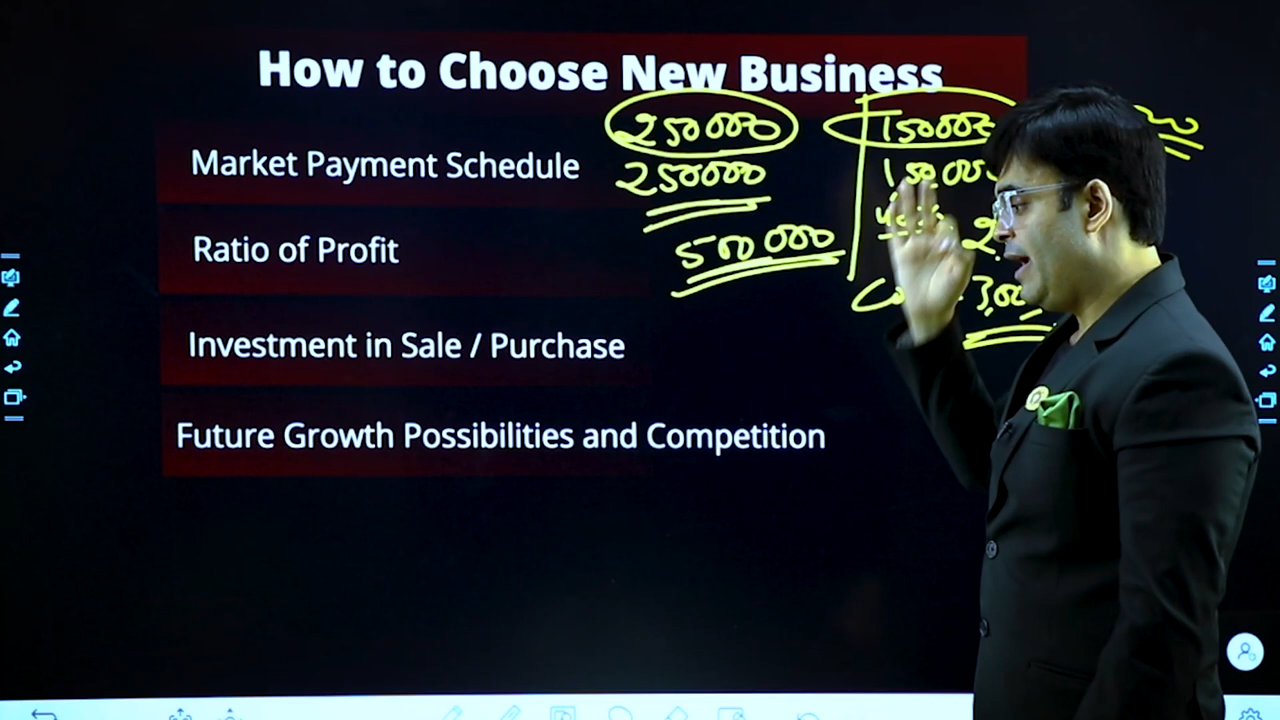 How to Choose New Business
250000
Market Payment Schedule
250000
Ratio of Profit
500000
Investment in Sale / Purchase
Future Growth Possibilities and Competition